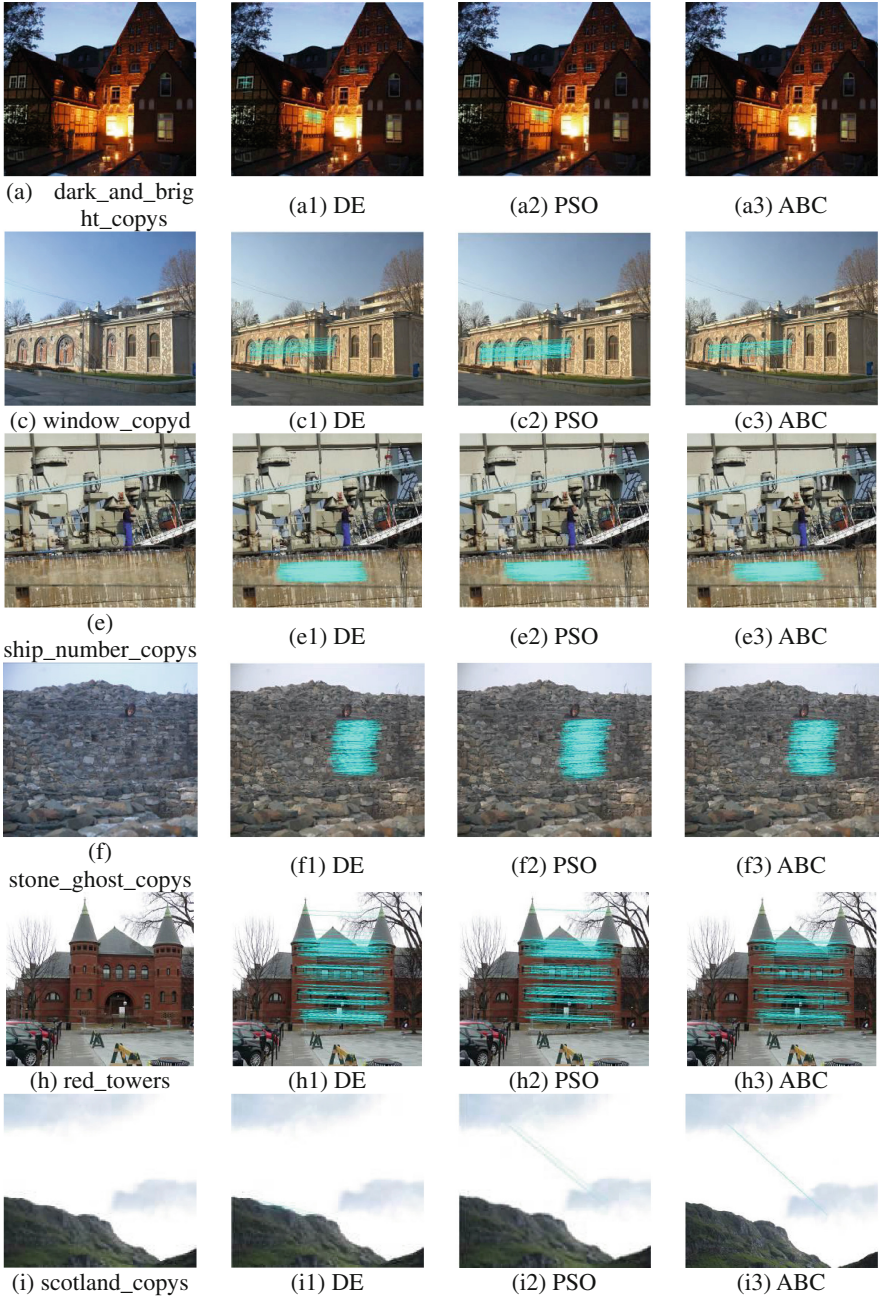 (a) dark_and_brig
ht_copys
(a1) DE
(a2) PSO
(a3) ABC
(c) window_copyd
(c1) DE
(c2) PSO
(c3) ABC
(e)
ship_number_copys
(e1) DE
(e2) PSO
(e3) ABC
(f)
stone_ghost_copys
(f1) DE
(f2) PSO
(f3) ABC
(h) red_towers
(h1) DE
(h2) PSO
(h3) ABC
(i) scotland_copys
(i1) DE
(i2) PSO
(i3) ABC